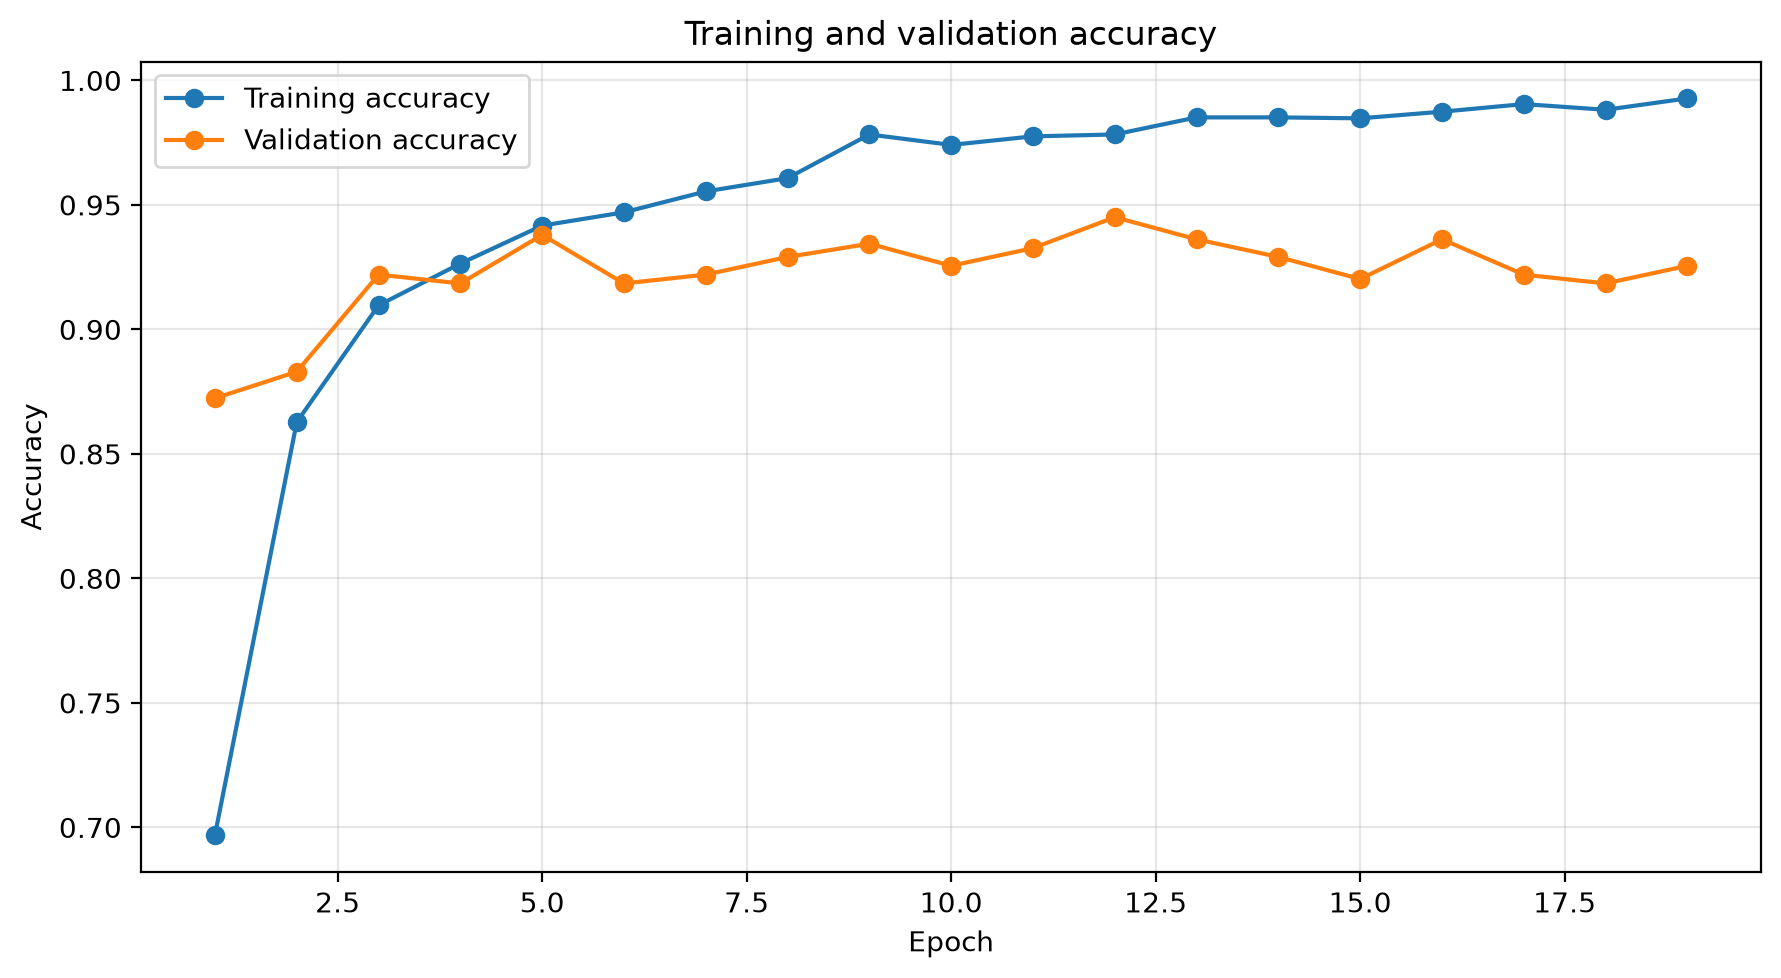 Training and validation accuracy
Training accuracy
Validation accuracy
1.00
0.95
0.90
0.85
0.80
0.75
0.70
Accuracy
2.5 5.0 7.5 10.0 12.5 15.0 17.5
Epoch